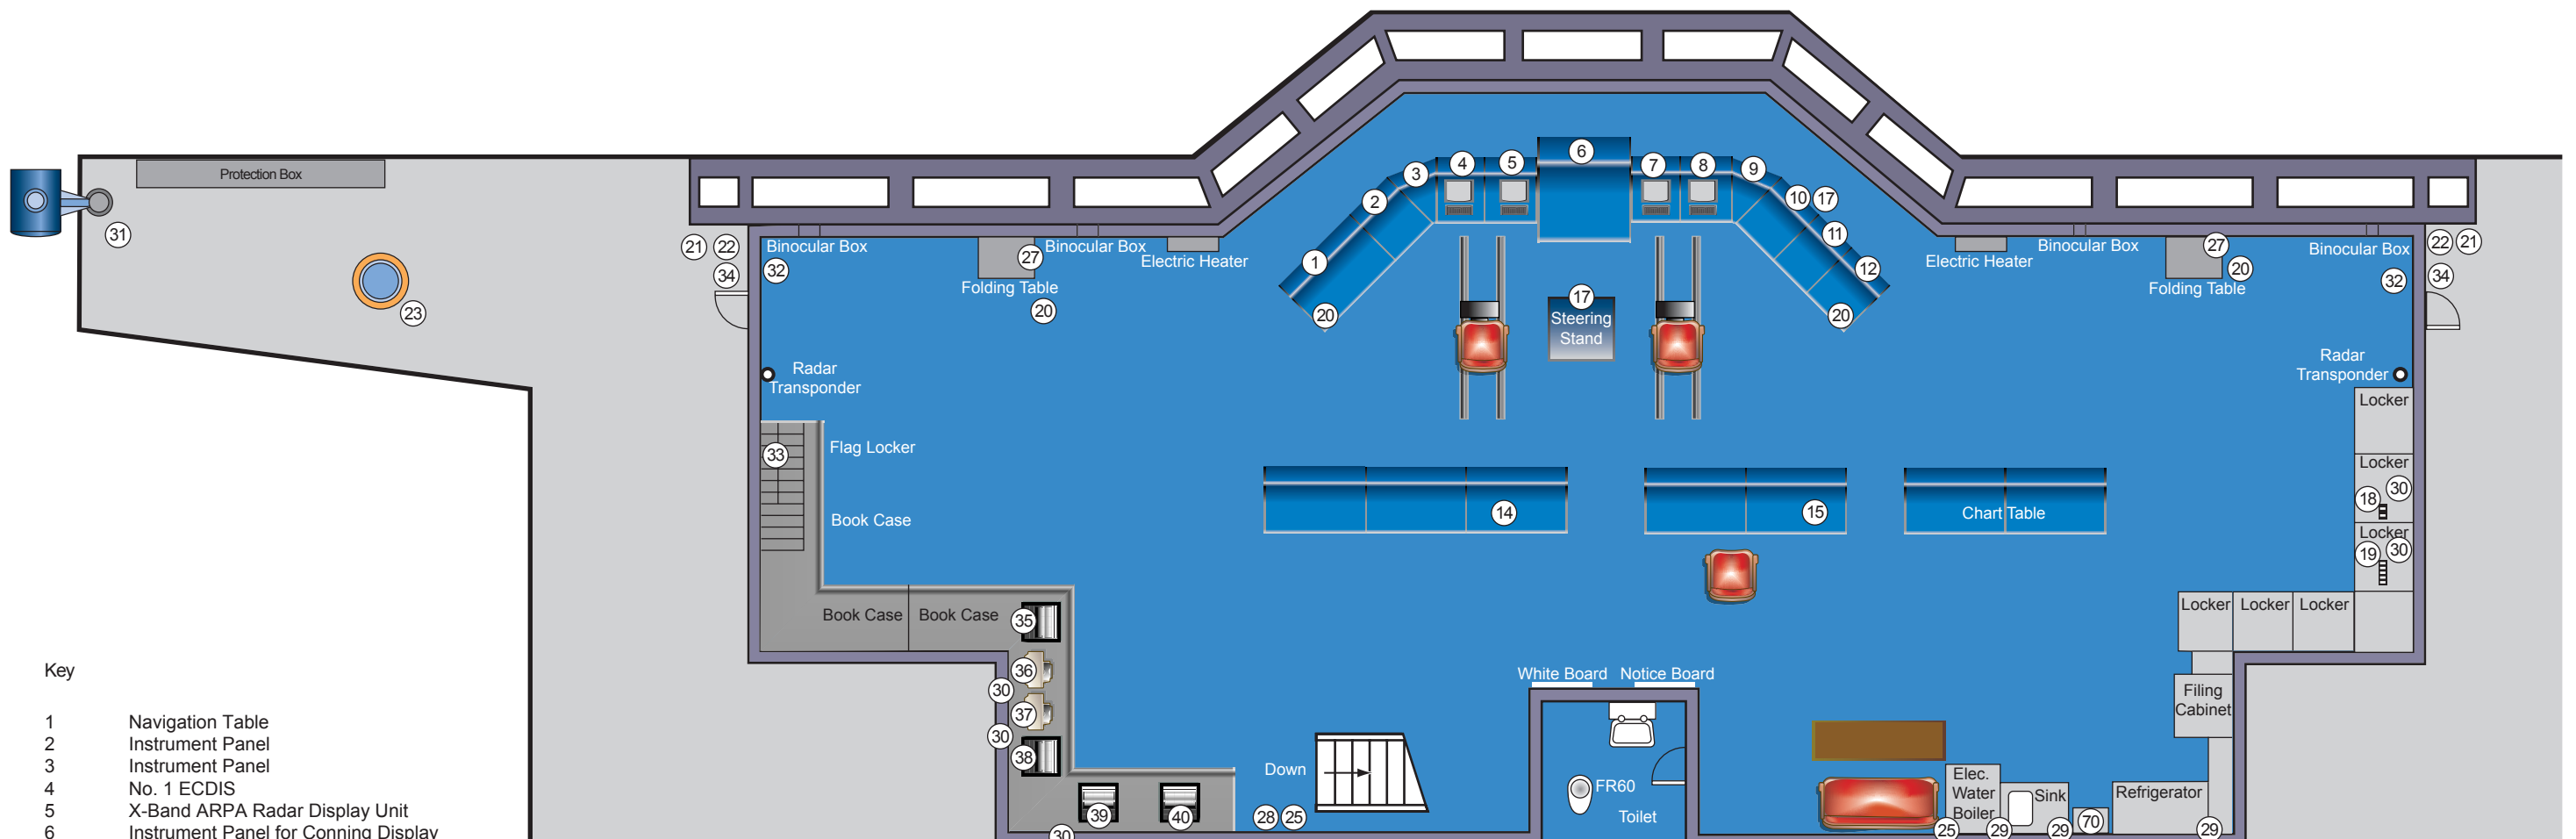 4 5 6 7 8
3 9
2 10 17
1 11
12
20 17 20
Steering
Stand
Protection Box
31
23
21 22
34
Binocular Box
32
27
Folding Table
20
Binocular Box
Electric Heater
Electric Heater
Binocular Box
27
20
Folding Table
Binocular Box
32
22 21
34
Radar
Transponder
Radar
Transponder
33
Flag Locker
Book Case
14
15
Chart Table
Locker
Locker
18 30
Locker
19 30
Locker Locker Locker
Book Case Book Case
35
36
30
37
30
38
39
40
30
28 25
Down
White Board Notice Board
FR60
Toilet
Filing
Cabinet
Elec.
Water
Boiler
Sink
Refrigerator
25 29 29 70 29
Key
1 Navigation Table
2 Instrument Panel
3 Instrument Panel
4 No. 1 ECDIS
5 X-Band ARPA Radar Display Unit
6 Instrument Panel for Conning Display